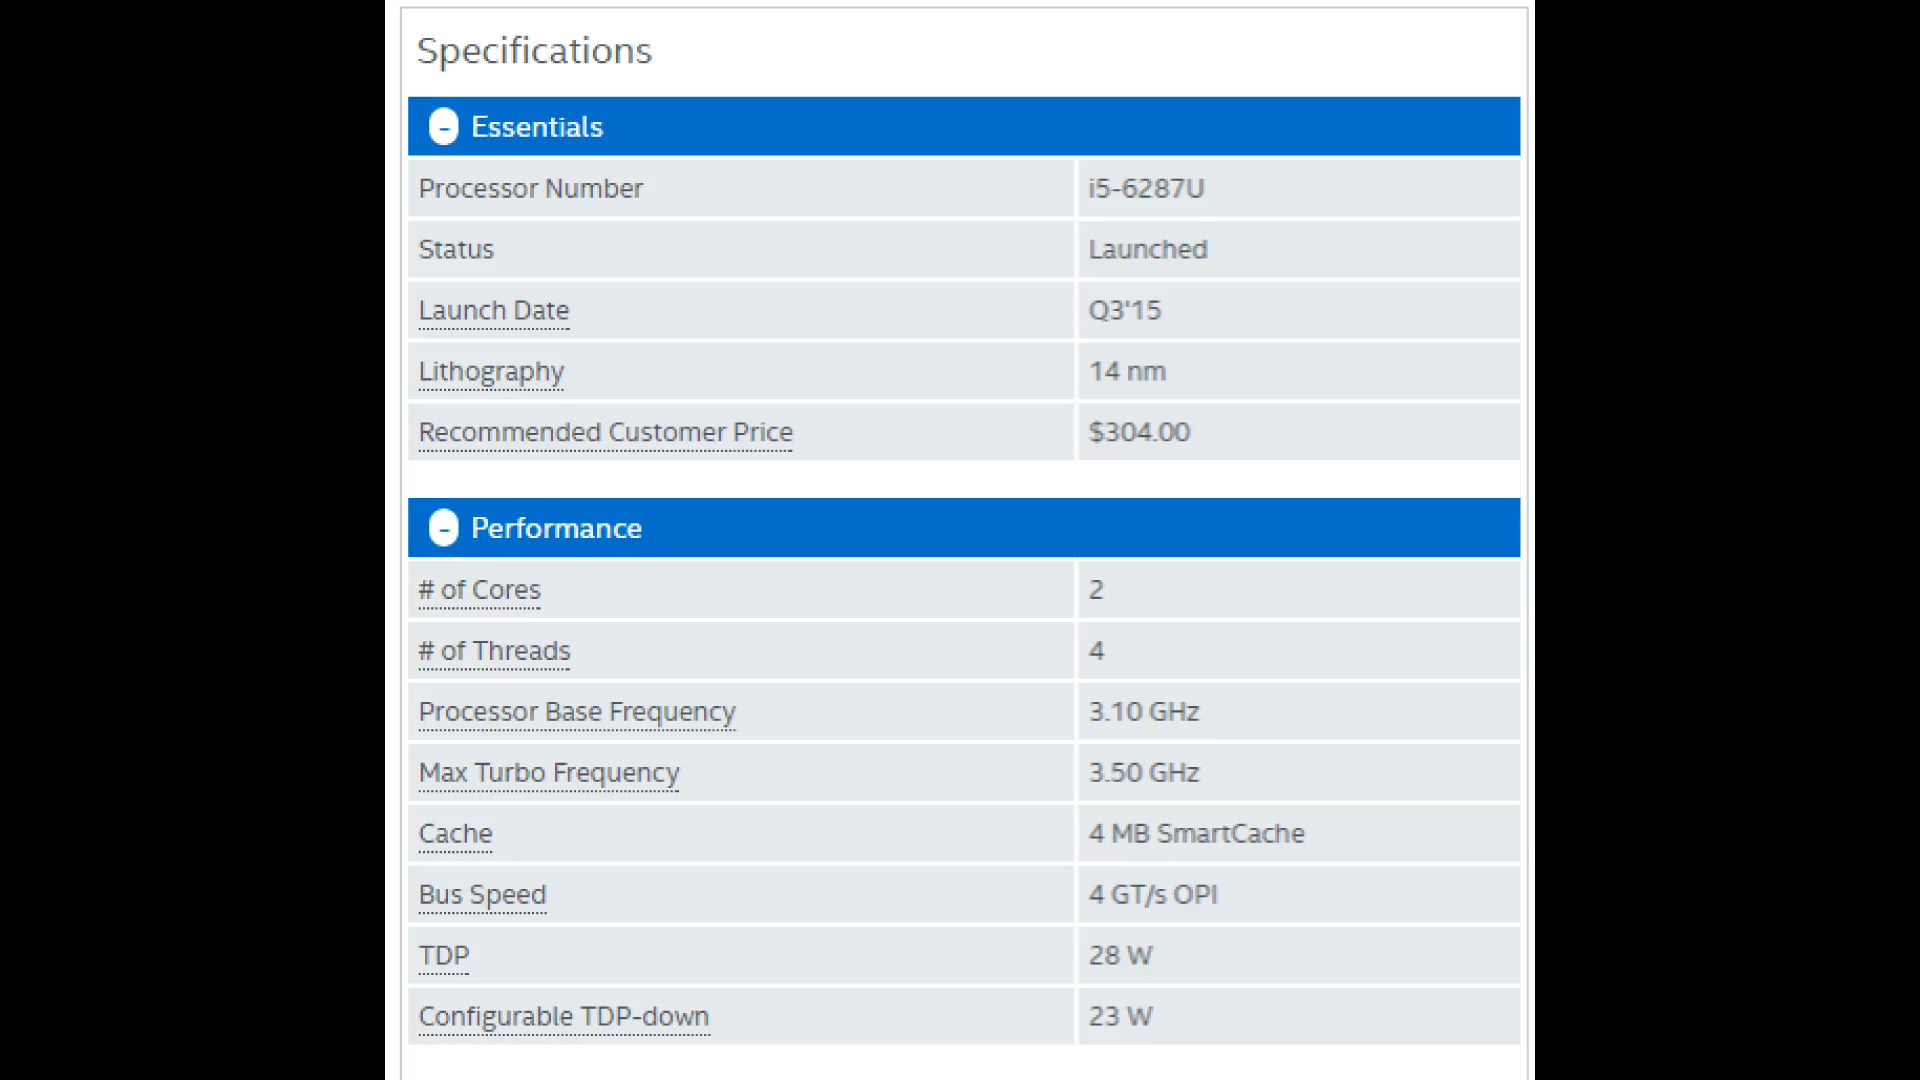 Specifications
- Essentials
Processor Number i5-6287U
Status Launched
Launch Date Q3'15
Lithography 14 nm
Recommended Customer Price $304.00
- Performance
# of Cores 2
# of Threads 4
Processor Base Frequency 3.10 GHz
Max Turbo Frequency 3.50 GHz
Cache 4 MB SmartCache
Bus Speed 4 GT/s OPI
TDP 28 W
Configurable TDP-down 23 W